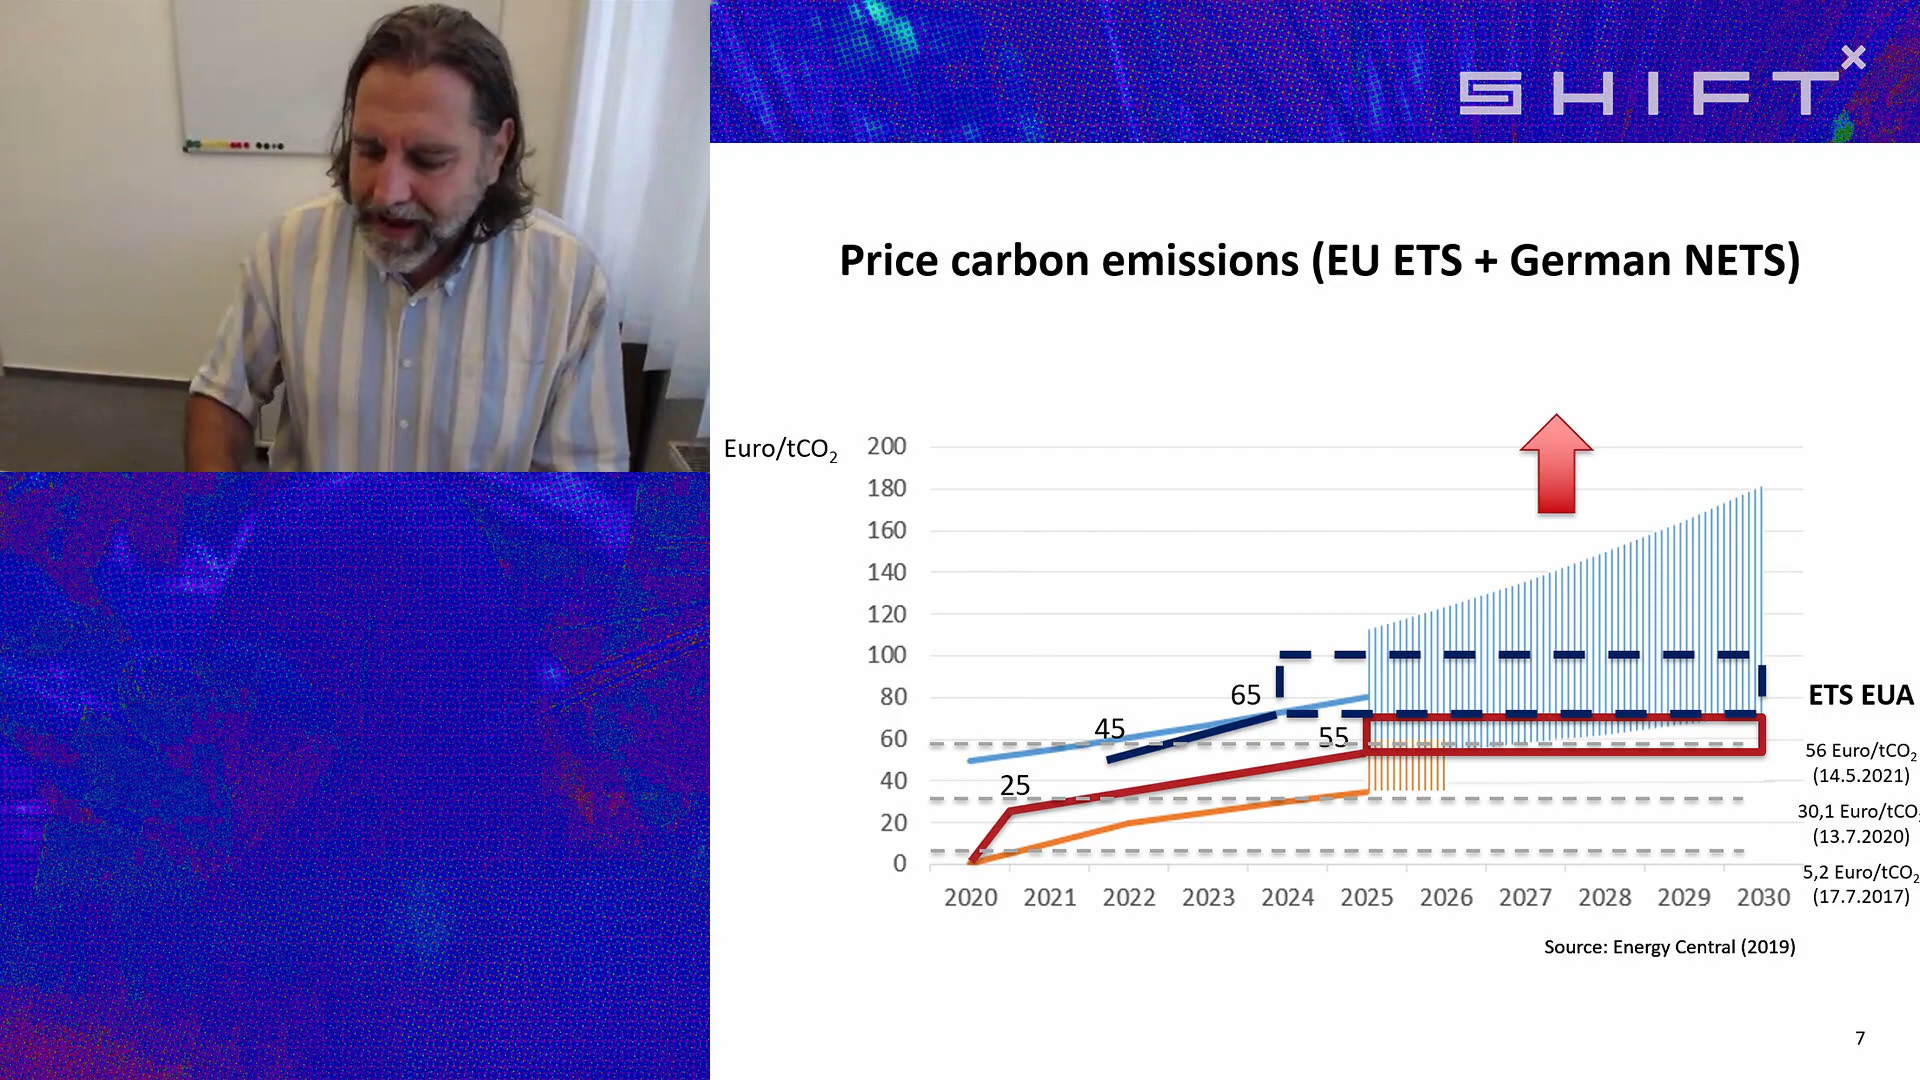 SHIFTx
Price carbon emissions (EU ETS + German NETS)
Euro/tCO₂
200
180
160
140
120
100
80
60
40
20
0
65
45
55
25
ETS EUA
56 Euro/tCO₂
(14.5.2021)
30,1 Euro/tCO₂
(13.7.2020)
5,2 Euro/tCO₂
(17.7.2017)
2020 2021 2022 2023 2024 2025 2026 2027 2028 2029 2030
Source: Energy Central (2019)
7